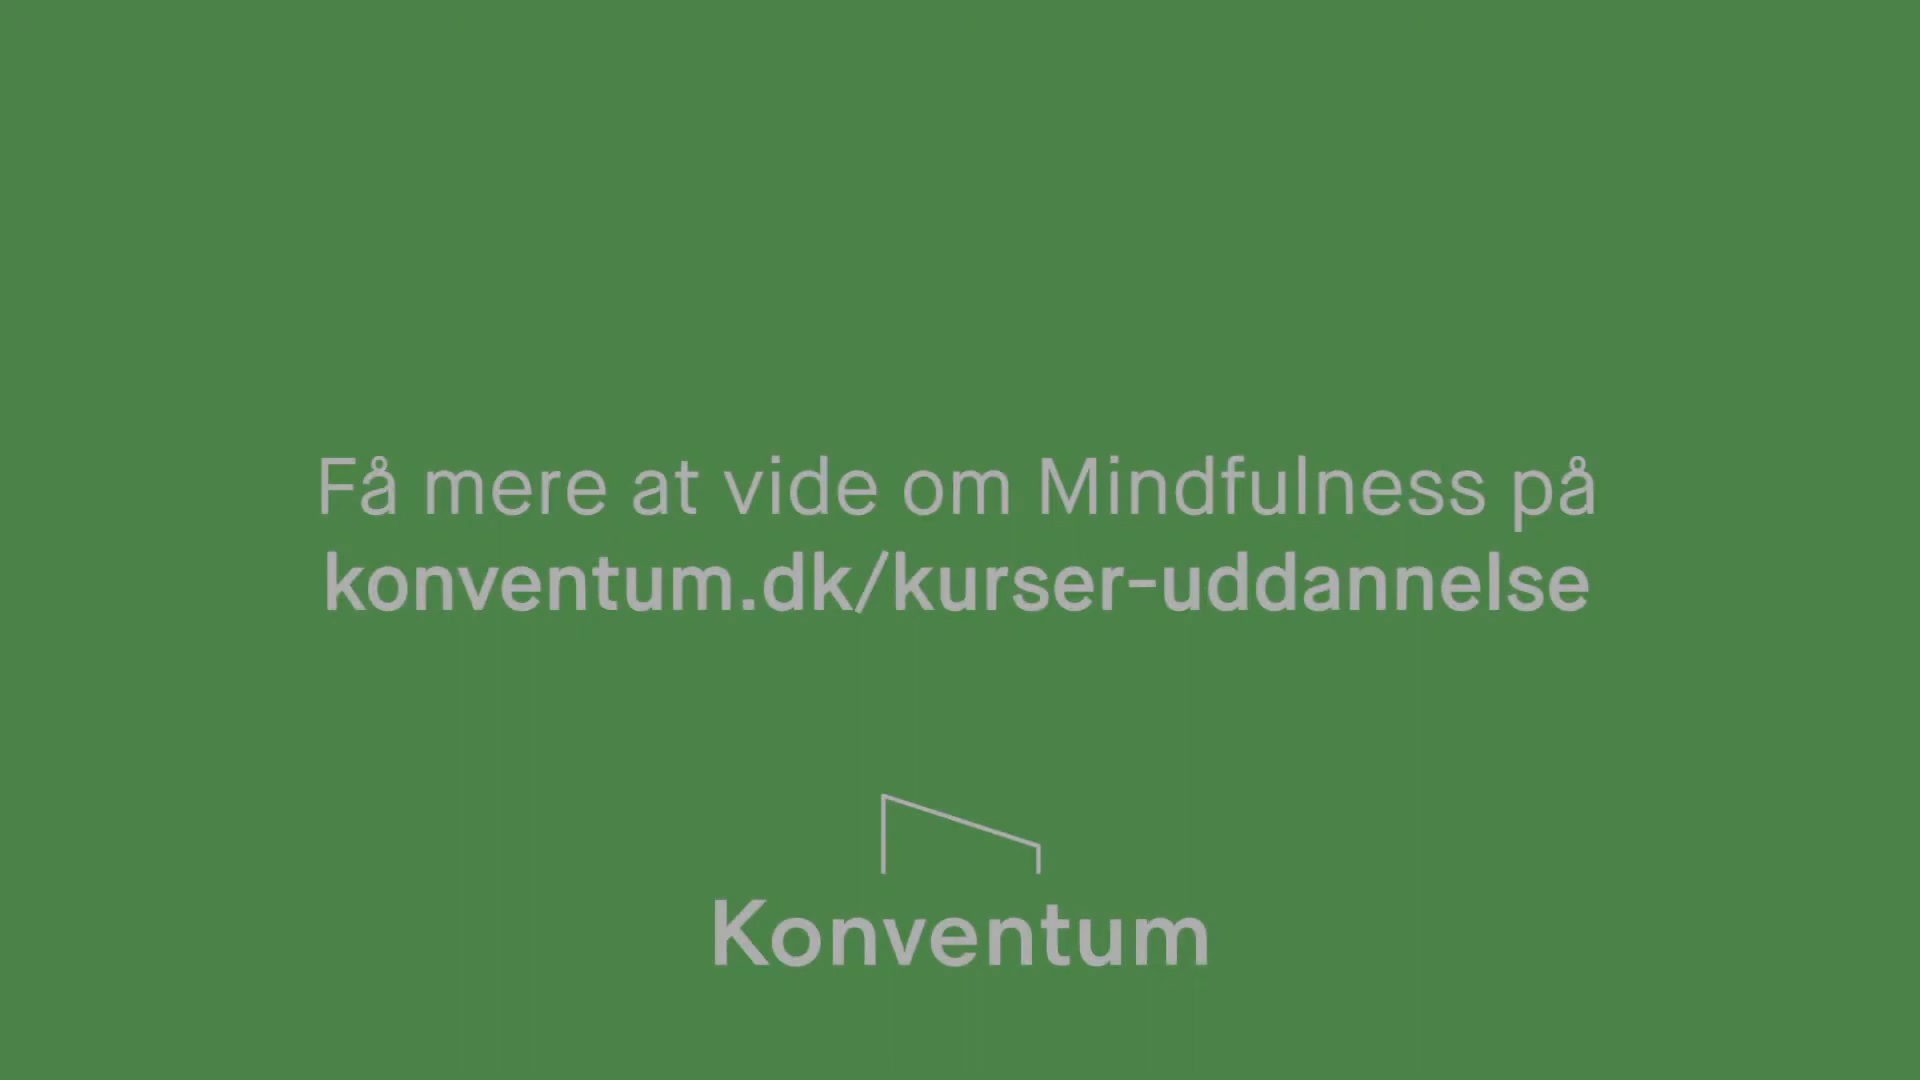 Få mere at vide om Mindfulness på
konventum.dk/kurser-uddannelse
Konventum